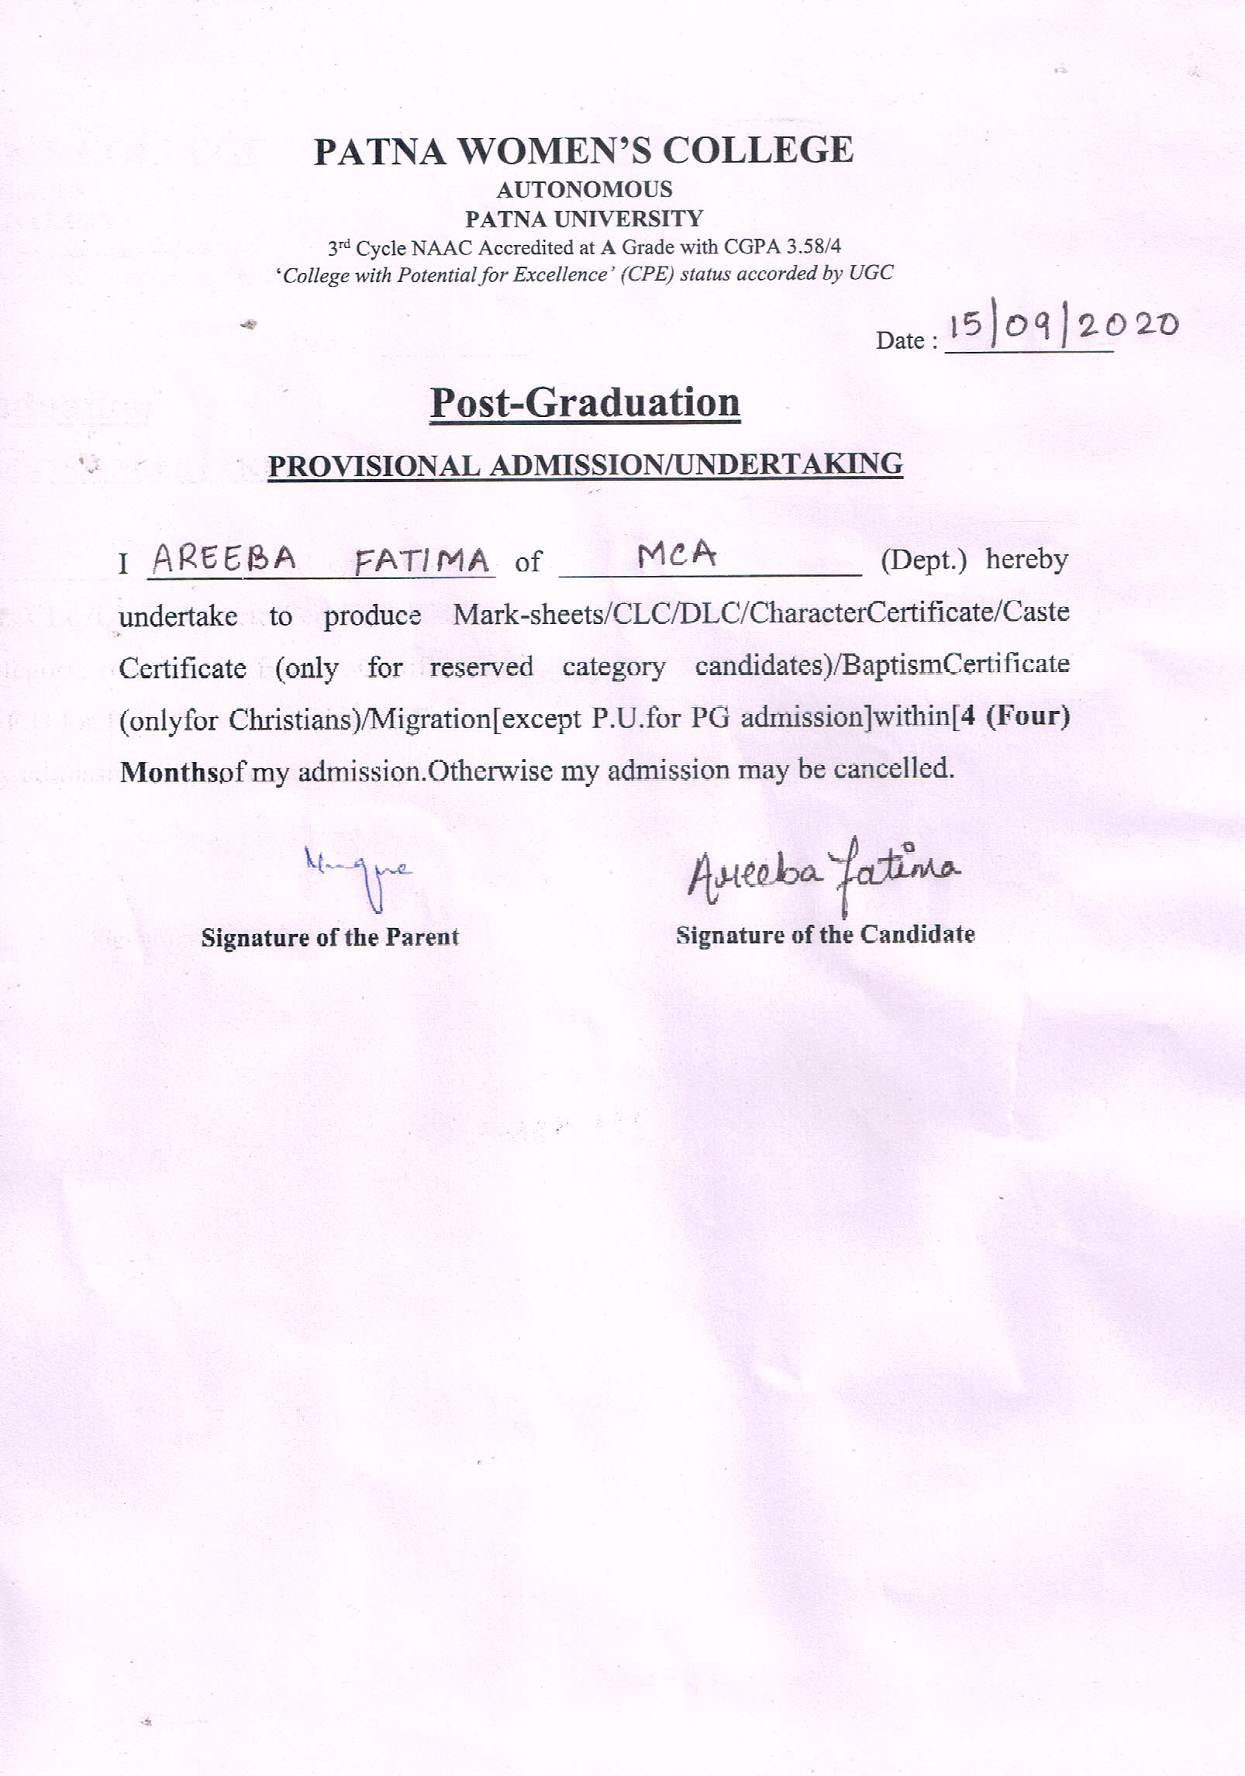 PATNA WOMEN'S COLLEGE
AUTONOMOUS
PATNA UNIVERSITY
3rd Cycle NAAC Accredited at A Grade with CGPA 3.58/4
'College with Potential for Excellence' (CPE) status accorded by UGC
Date : 15/09/2020
Post-Graduation
PROVISIONAL ADMISSION/UNDERTAKING
I AREEBA FATIMA of MCA (Dept.) hereby
undertake to produce Mark-sheets/CLC/DLC/CharacterCertificate/Caste
Certificate (only for reserved category candidates)/BaptismCertificate
(onlyfor Christians)/Migration[except P.U.for PG admission]within[4 (Four)
Monthsof my admission.Otherwise my admission may be cancelled.
Areeba Fatima
Signature of the Parent Signature of the Candidate